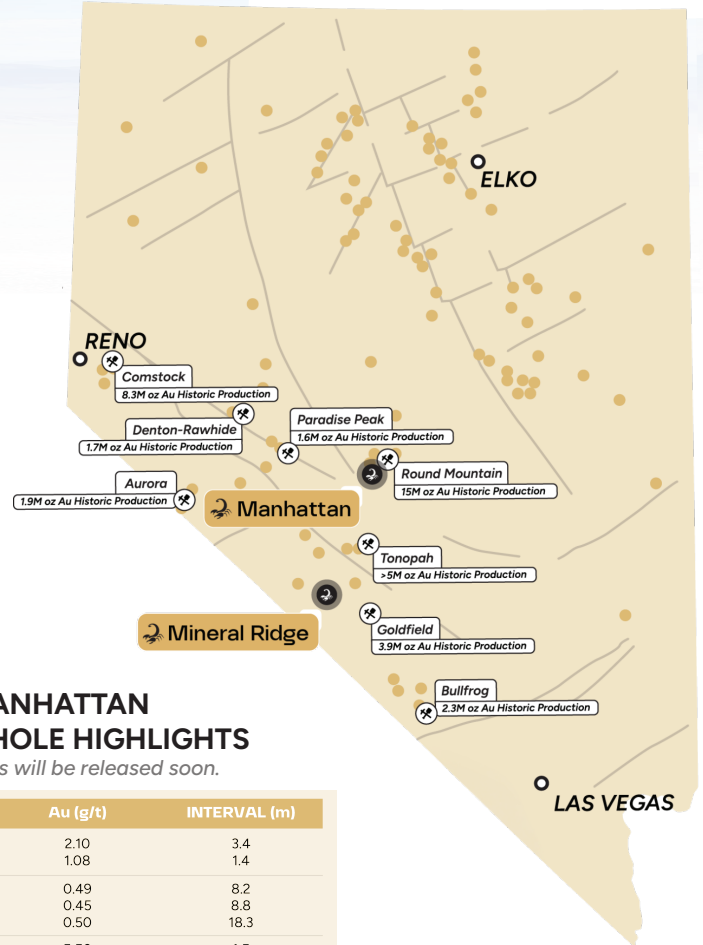 ELKO
RENO
Comstock
8.3M oz Au Historic Production
Denton-Rawhide
1.7M oz Au Historic Production
Paradise Peak
1.6M oz Au Historic Production
Round Mountain
15M oz Au Historic Production
Aurora
1.9M oz Au Historic Production
Manhattan
Tonopah
>5M oz Au Historic Production
Mineral Ridge
Goldfield
3.9M oz Au Historic Production
Bullfrog
2.3M oz Au Historic Production
LAS VEGAS
ANHATTAN
HOLE HIGHLIGHTS
s will be released soon.
Au (g/t) INTERVAL (m)
2.10 3.4
1.08 1.4
0.49 8.2
0.45 8.8
0.50 18.3